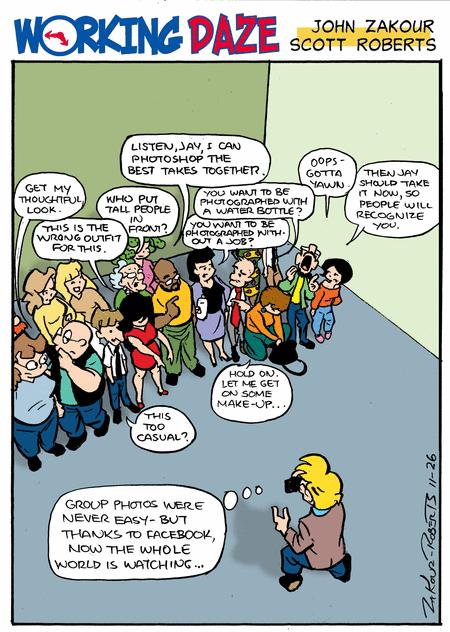 WORKING DAZE
JOHN ZAKOUR
SCOTT ROBERTS
LISTEN, JAY, I CAN
PHOTOSHOP THE
BEST TAKES TOGETHER?.
GET MY
THOUGHTFUL
LOOK.
THIS IS THE
WRONG OUTFIT
FOR THIS.
WHO PUT
TALL PEOPLE
IN
FRONT?
YOU WANT TO BE
PHOTOGRAPHED WITH
A WATER BOTTLE?
YOU WANT TO BE
PHOTOGRAPHED WITH-
OUT A JOB?
OOPS-
GOTTA
YAWN.
THEN JAY
SHOULD TAKE
IT NOW, SO
PEOPLE WILL
RECOGNIZE
YOU.
HOLD ON.
LET ME GET
ON SOME
MAKE-UP...
THIS
TOO
CASUAL?
GROUP PHOTOS WERE
NEVER EASY- BUT
THANKS TO FACEBOOK,
NOW THE WHOLE
WORLD IS WATCHING...
ZAKOUR-ROBERTS 11-26